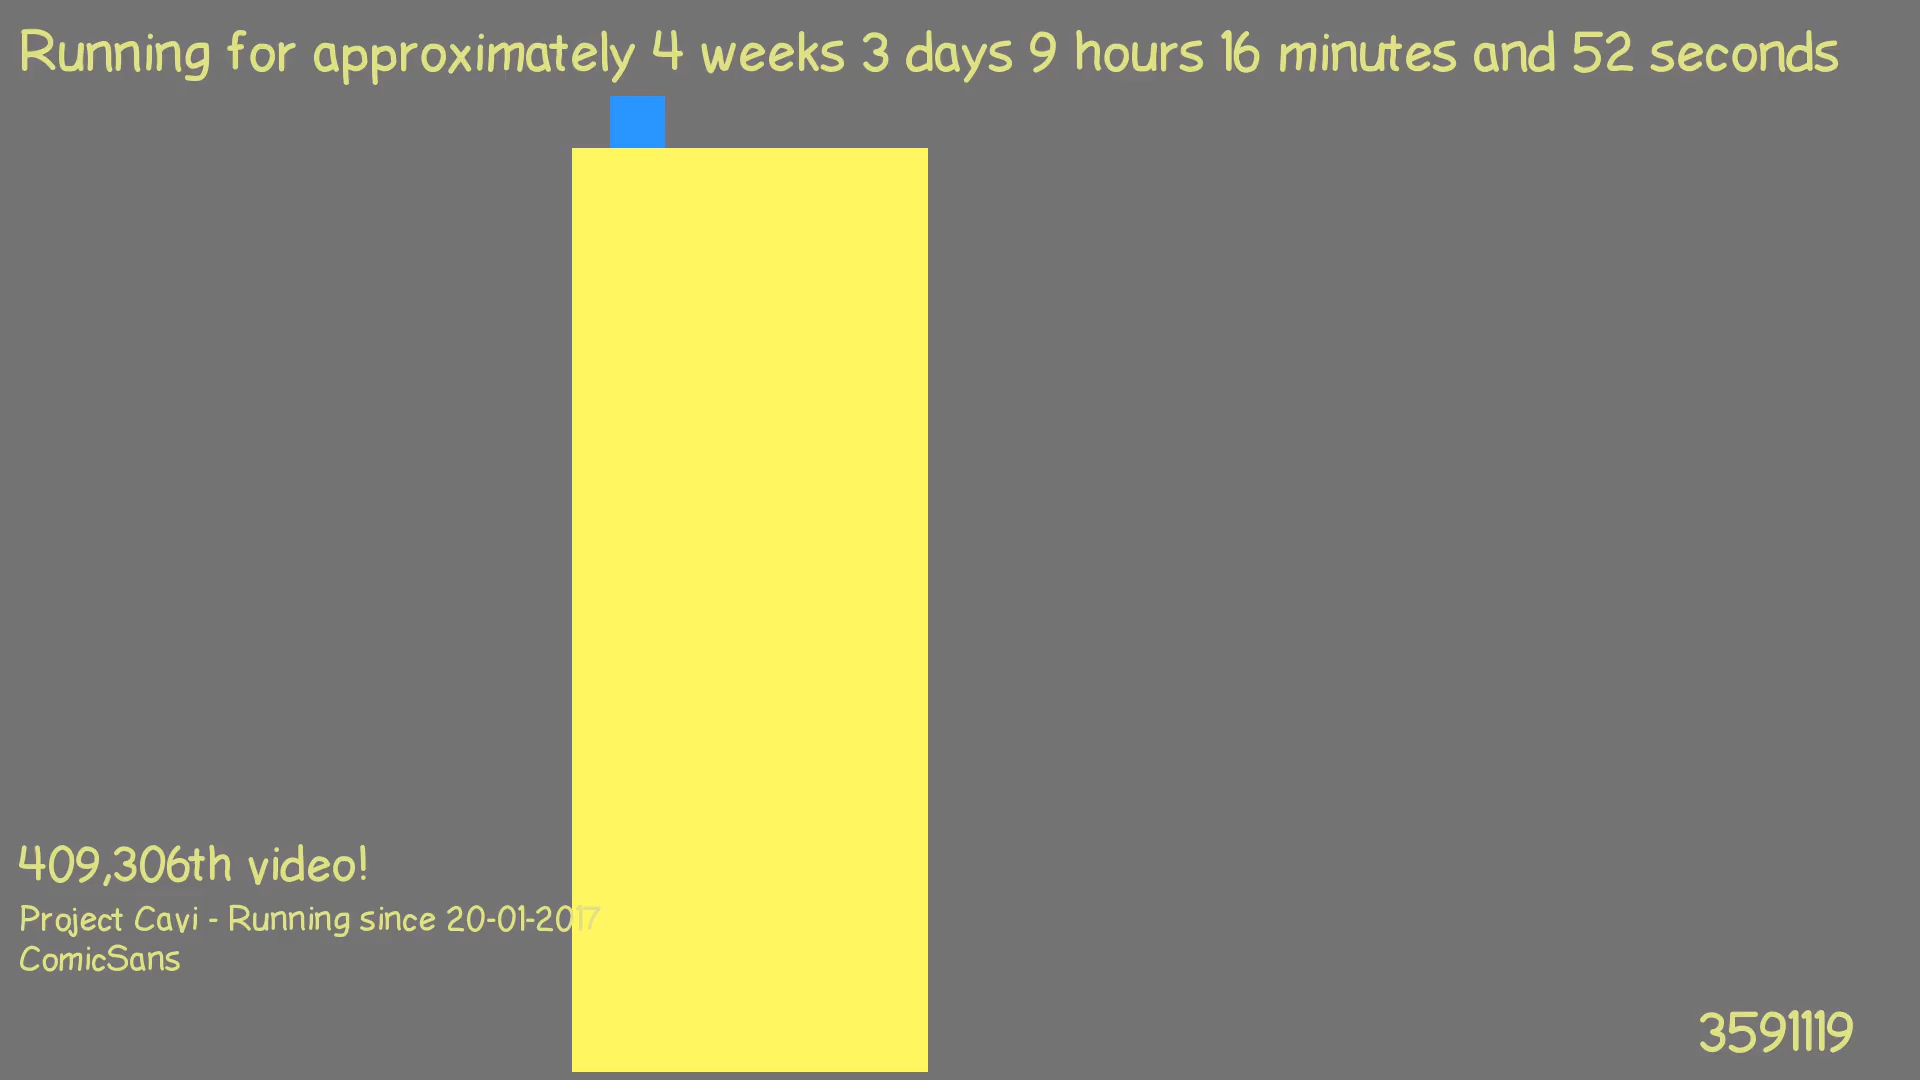 Running for approximately 4 weeks 3 days 9 hours 16 minutes and 52 seconds
409,306th video!
Project Cavi - Running since 20-01-2017
ComicSans
3591119